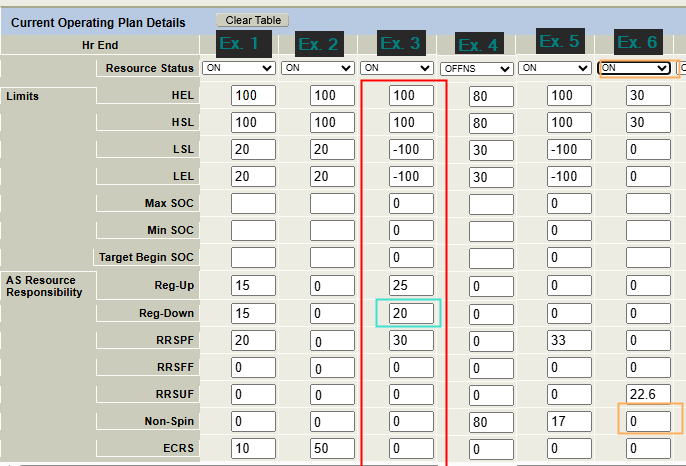 Current Operating Plan Details Clear Table
Hr End Ex. 1 Ex. 2 Ex. 3 Ex. 4 Ex. 5 Ex. 6
Resource Status ON ON ON OFFNS ON ON
Limits HEL 100 100 100 80 100 30
HSL 100 100 100 80 100 30
LSL 20 20 -100 30 -100 0
LEL 20 20 -100 30 -100 0
Max SOC 0 0
Min SOC 0 0
Target Begin SOC 0 0
AS Resource
Responsibility
Reg-Up 15 0 25 0 0 0
Reg-Down 15 0 20 0 0 0
RRSPF 20 0 30 0 33 0
RRSFF 0 0 0 0 0 0
RRSUF 0 0 0 0 0 22.6
Non-Spin 0 0 0 80 17 0
ECRS 10 50 0 0 0 0